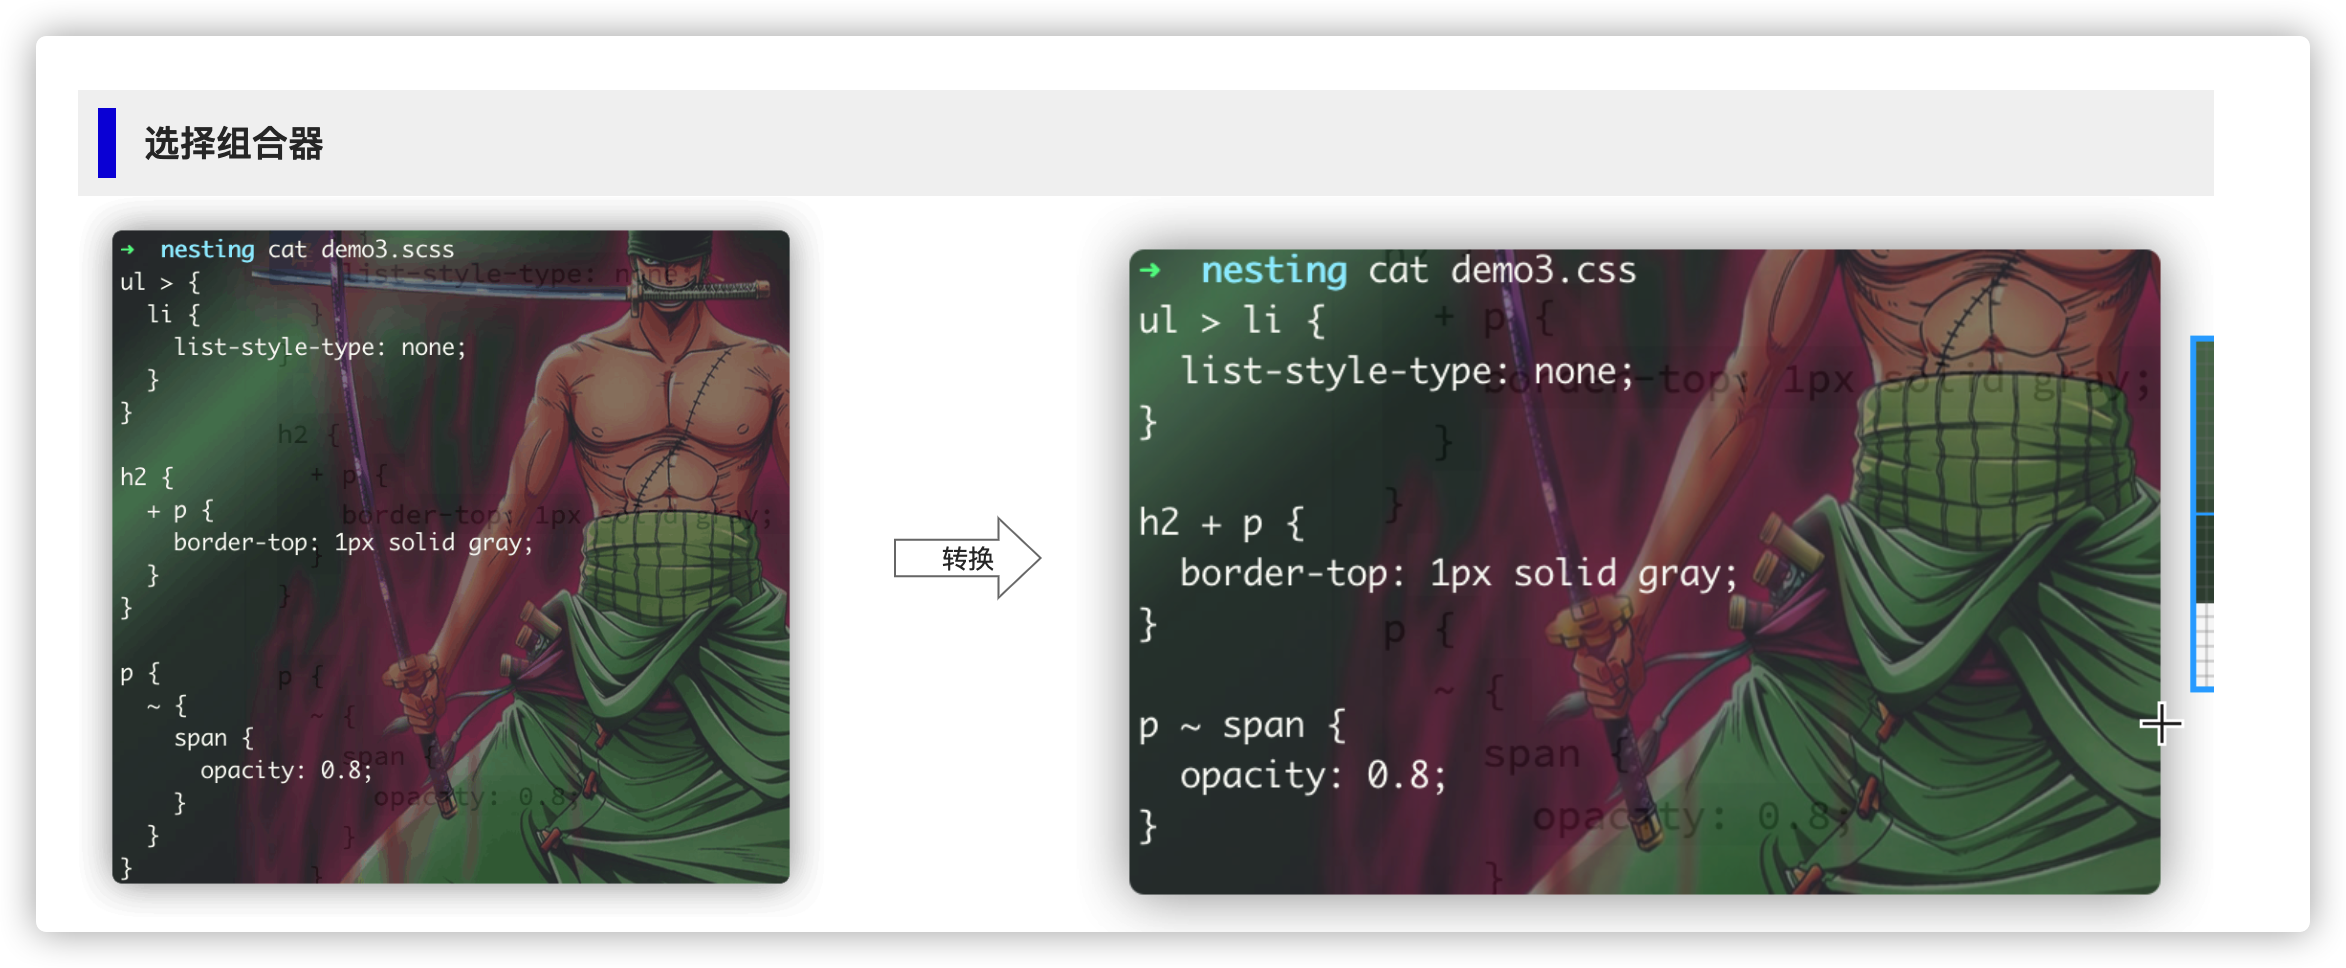 选择组合器
➜  nesting cat demo3.scss
ul > {
  li {
    list-style-type: none;
  }
}

h2 {
  + p {
    border-top: 1px solid gray;
  }
}

p {
  ~ {
    span {
      opacity: 0.8;
    }
  }
}
转换
➜  nesting cat demo3.css
ul > li {
  list-style-type: none;
}

h2 + p {
  border-top: 1px solid gray;
}

p ~ span {
  opacity: 0.8;
}